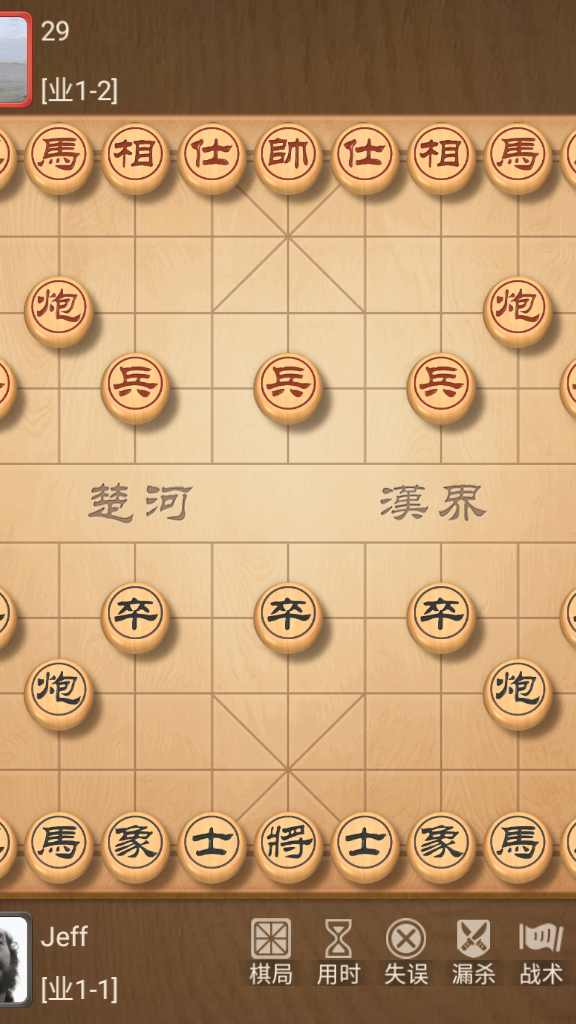 29
[业1-2]
馬 相 仕 帥 仕 相 馬
炮 炮
兵 兵 兵
楚河 漢界
卒 卒 卒
炮 炮
馬 象 士 將 士 象 馬
Jeff
[业1-1]
棋局 用时 失误 漏杀 战术